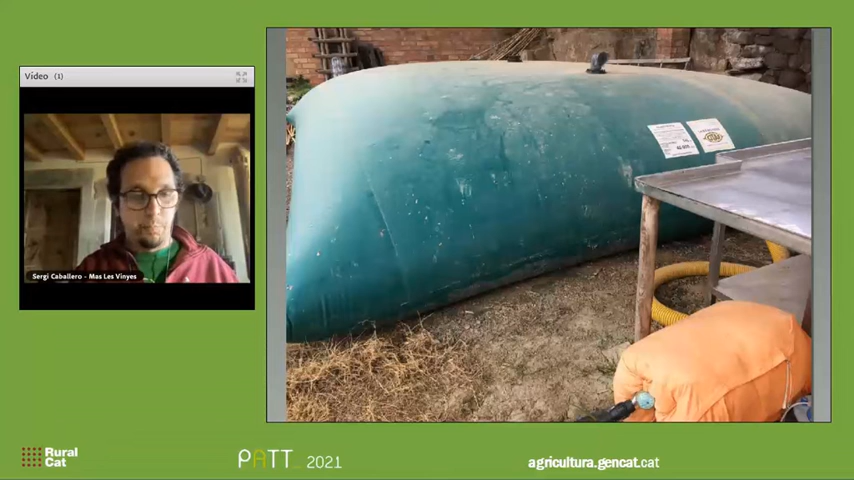 Vídeo (1)
Sergi Caballero - Mas Les Vinyes
Rural
Cat
PATT 2021
agricultura.gencat.cat